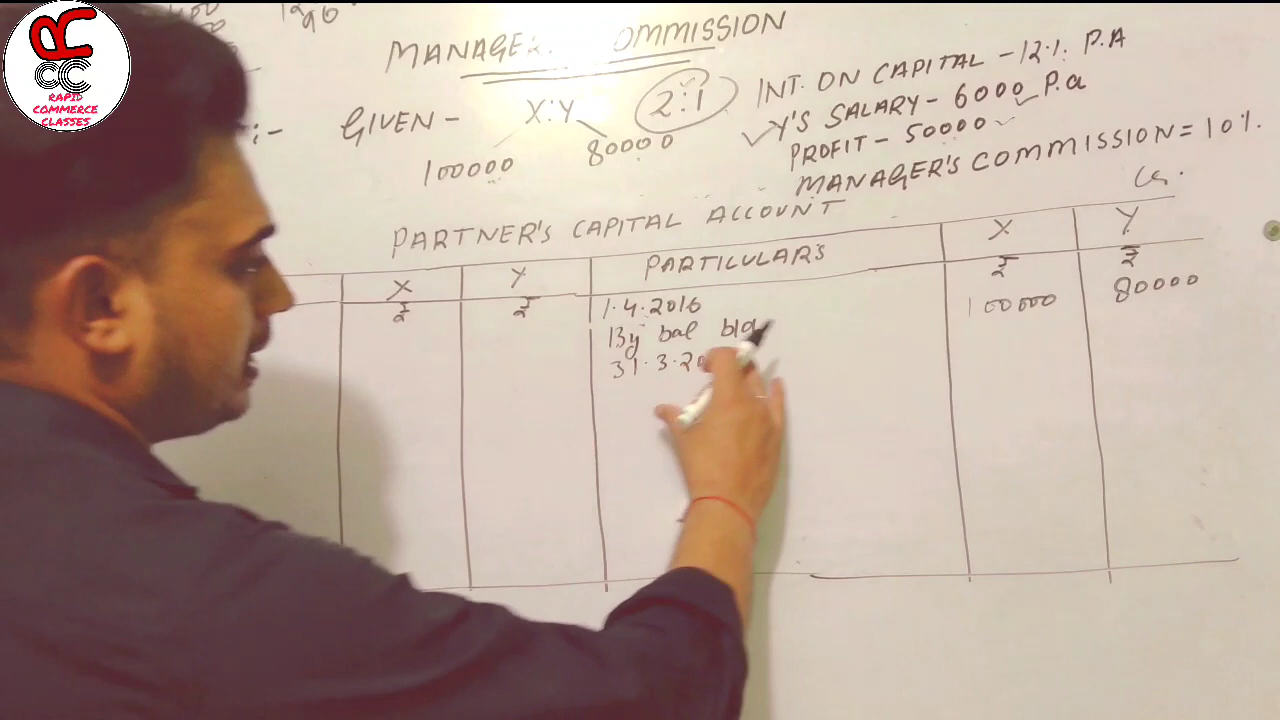 RAPID
COMMERCE
CLASSES
MANAGER COMMISSION
:- GIVEN - X:Y 2:1
100000 80000
INT. ON CAPITAL - 12%. P.A
Y'S SALARY - 6000 P.a
PROFIT - 50000
MANAGER'S COMMISSION = 10%.
PARTNER'S CAPITAL ACCOUNT Cr.
X Y PARTICULARS X Y
₹ ₹ ₹ ₹
1.4.2016 100000 80000
By bal b/d
31.3.20